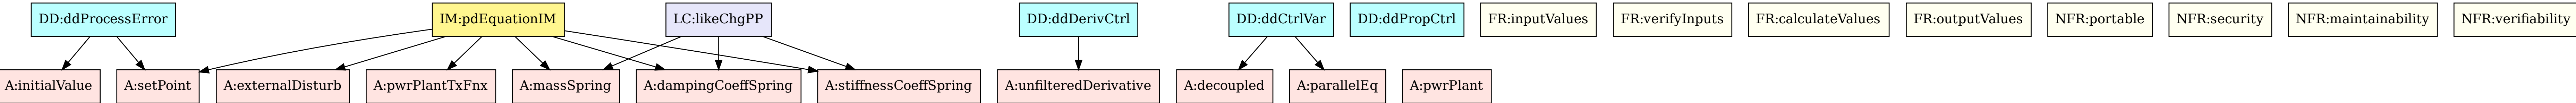 DD:ddProcessError
IM:pdEquationIM
LC:likeChgPP
DD:ddDerivCtrl
DD:ddCtrlVar
DD:ddPropCtrl
FR:inputValues
FR:verifyInputs
FR:calculateValues
FR:outputValues
NFR:portable
NFR:security
NFR:maintainability
NFR:verifiability
A:initialValue
A:setPoint
A:externalDisturb
A:pwrPlantTxFnx
A:massSpring
A:dampingCoeffSpring
A:stiffnessCoeffSpring
A:unfilteredDerivative
A:decoupled
A:parallelEq
A:pwrPlant